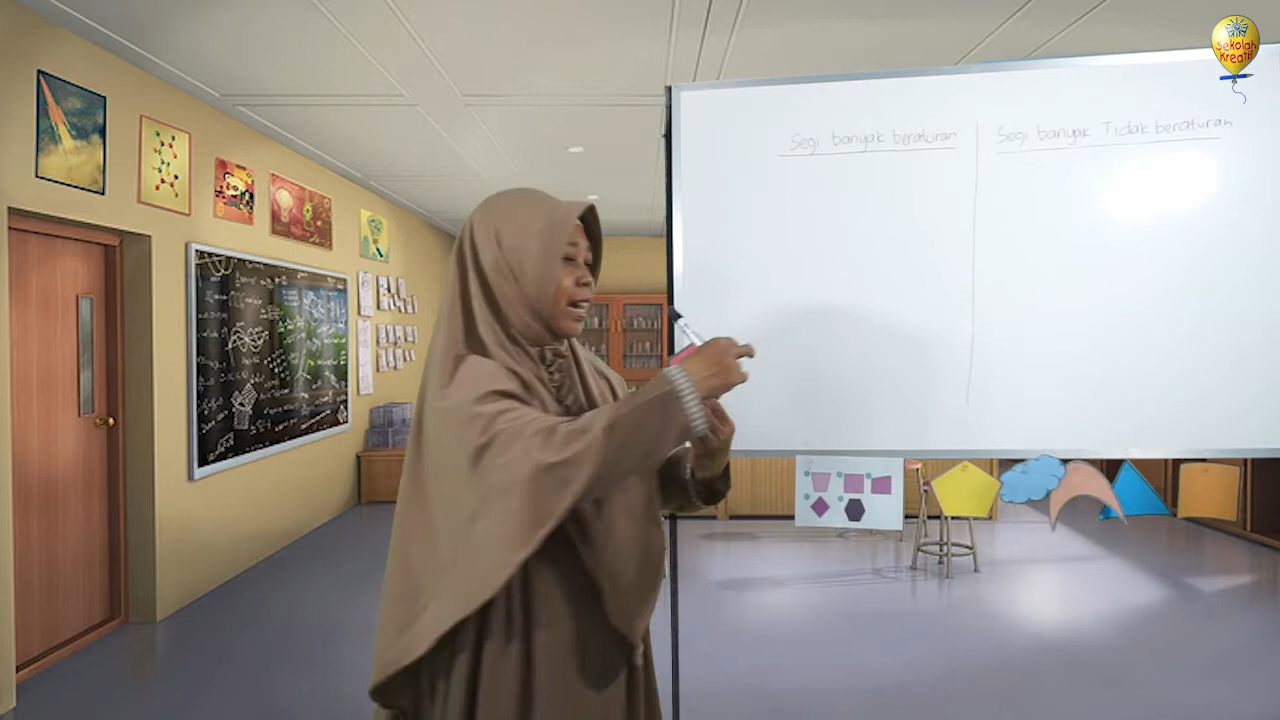 Sekolah
Kreatif
Segi banyak beraturan
Segi banyak Tidak beraturan